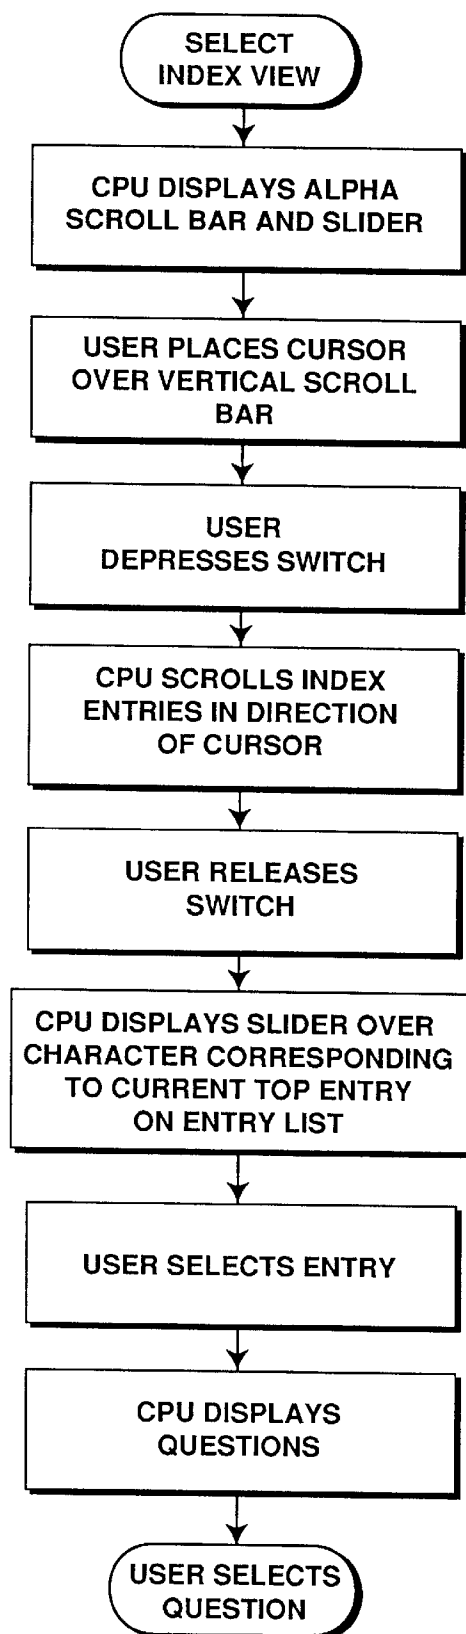 SELECT
INDEX VIEW
CPU DISPLAYS ALPHA
SCROLL BAR AND SLIDER
USER PLACES CURSOR
OVER VERTICAL SCROLL
BAR
USER
DEPRESSES SWITCH
CPU SCROLLS INDEX
ENTRIES IN DIRECTION
OF CURSOR
USER RELEASES
SWITCH
CPU DISPLAYS SLIDER OVER
CHARACTER CORRESPONDING
TO CURRENT TOP ENTRY
ON ENTRY LIST
USER SELECTS ENTRY
CPU DISPLAYS
QUESTIONS
USER SELECTS
QUESTION